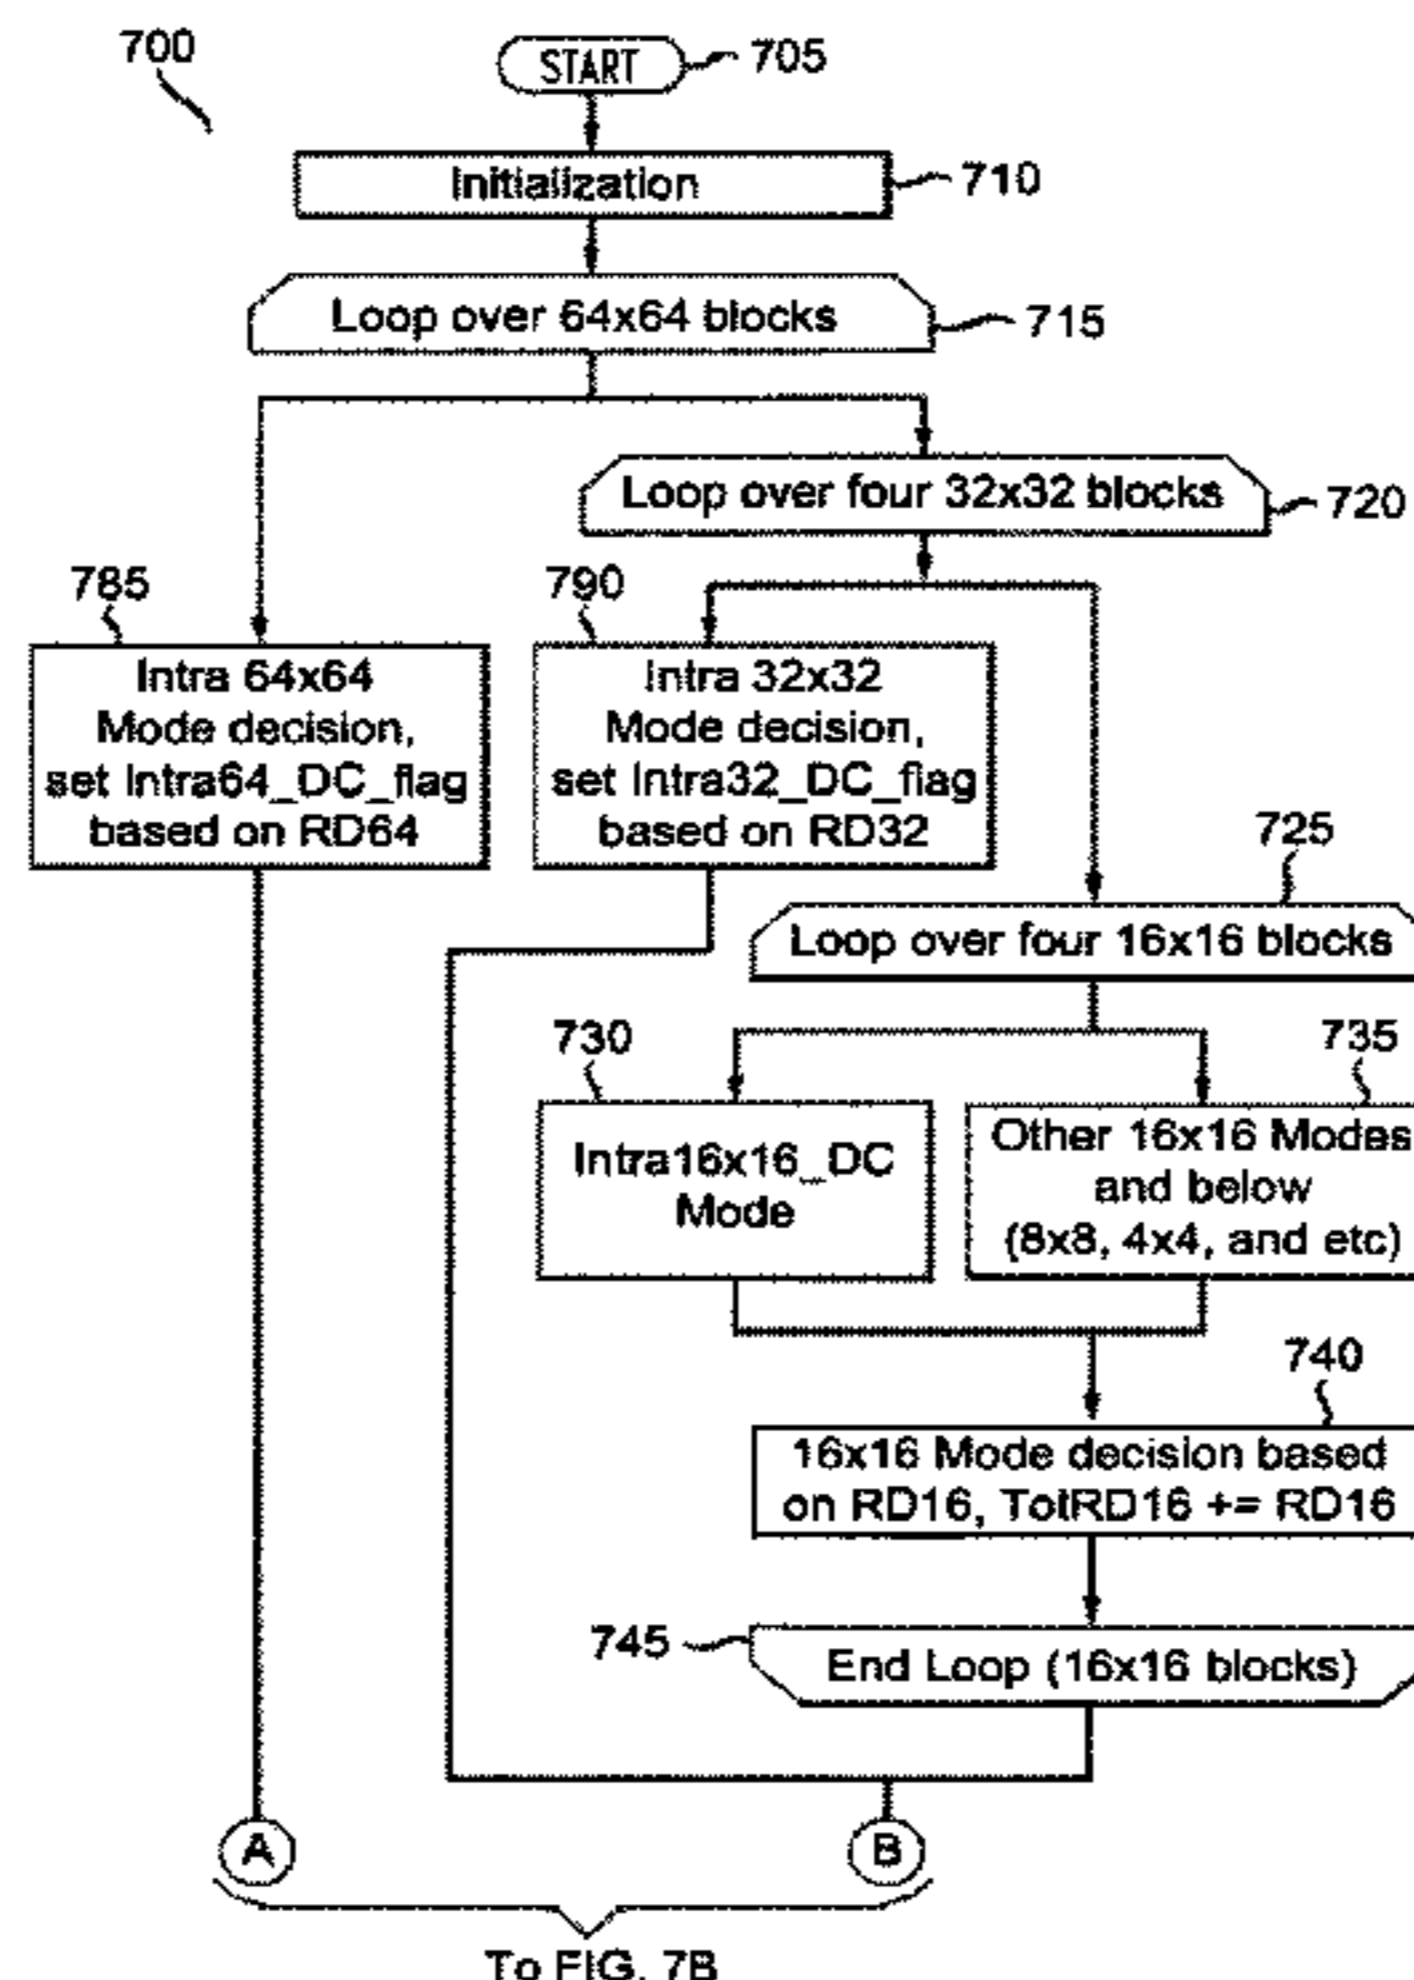 700
START
705
Initialization
710
Loop over 64x64 blocks
715
Loop over four 32x32 blocks
720
785
Intra 64x64
Mode decision,
set Intra64_DC_flag
based on RD64
790
Intra 32x32
Mode decision,
set Intra32_DC_flag
based on RD32
725
Loop over four 16x16 blocks
730
Intra16x16_DC
Mode
735
Other 16x16 Modes
and below
(8x8, 4x4, and etc)
740
16x16 Mode decision based
on RD16, TotRD16 += RD16
745
End Loop (16x16 blocks)
A
B
To FIG. 7B